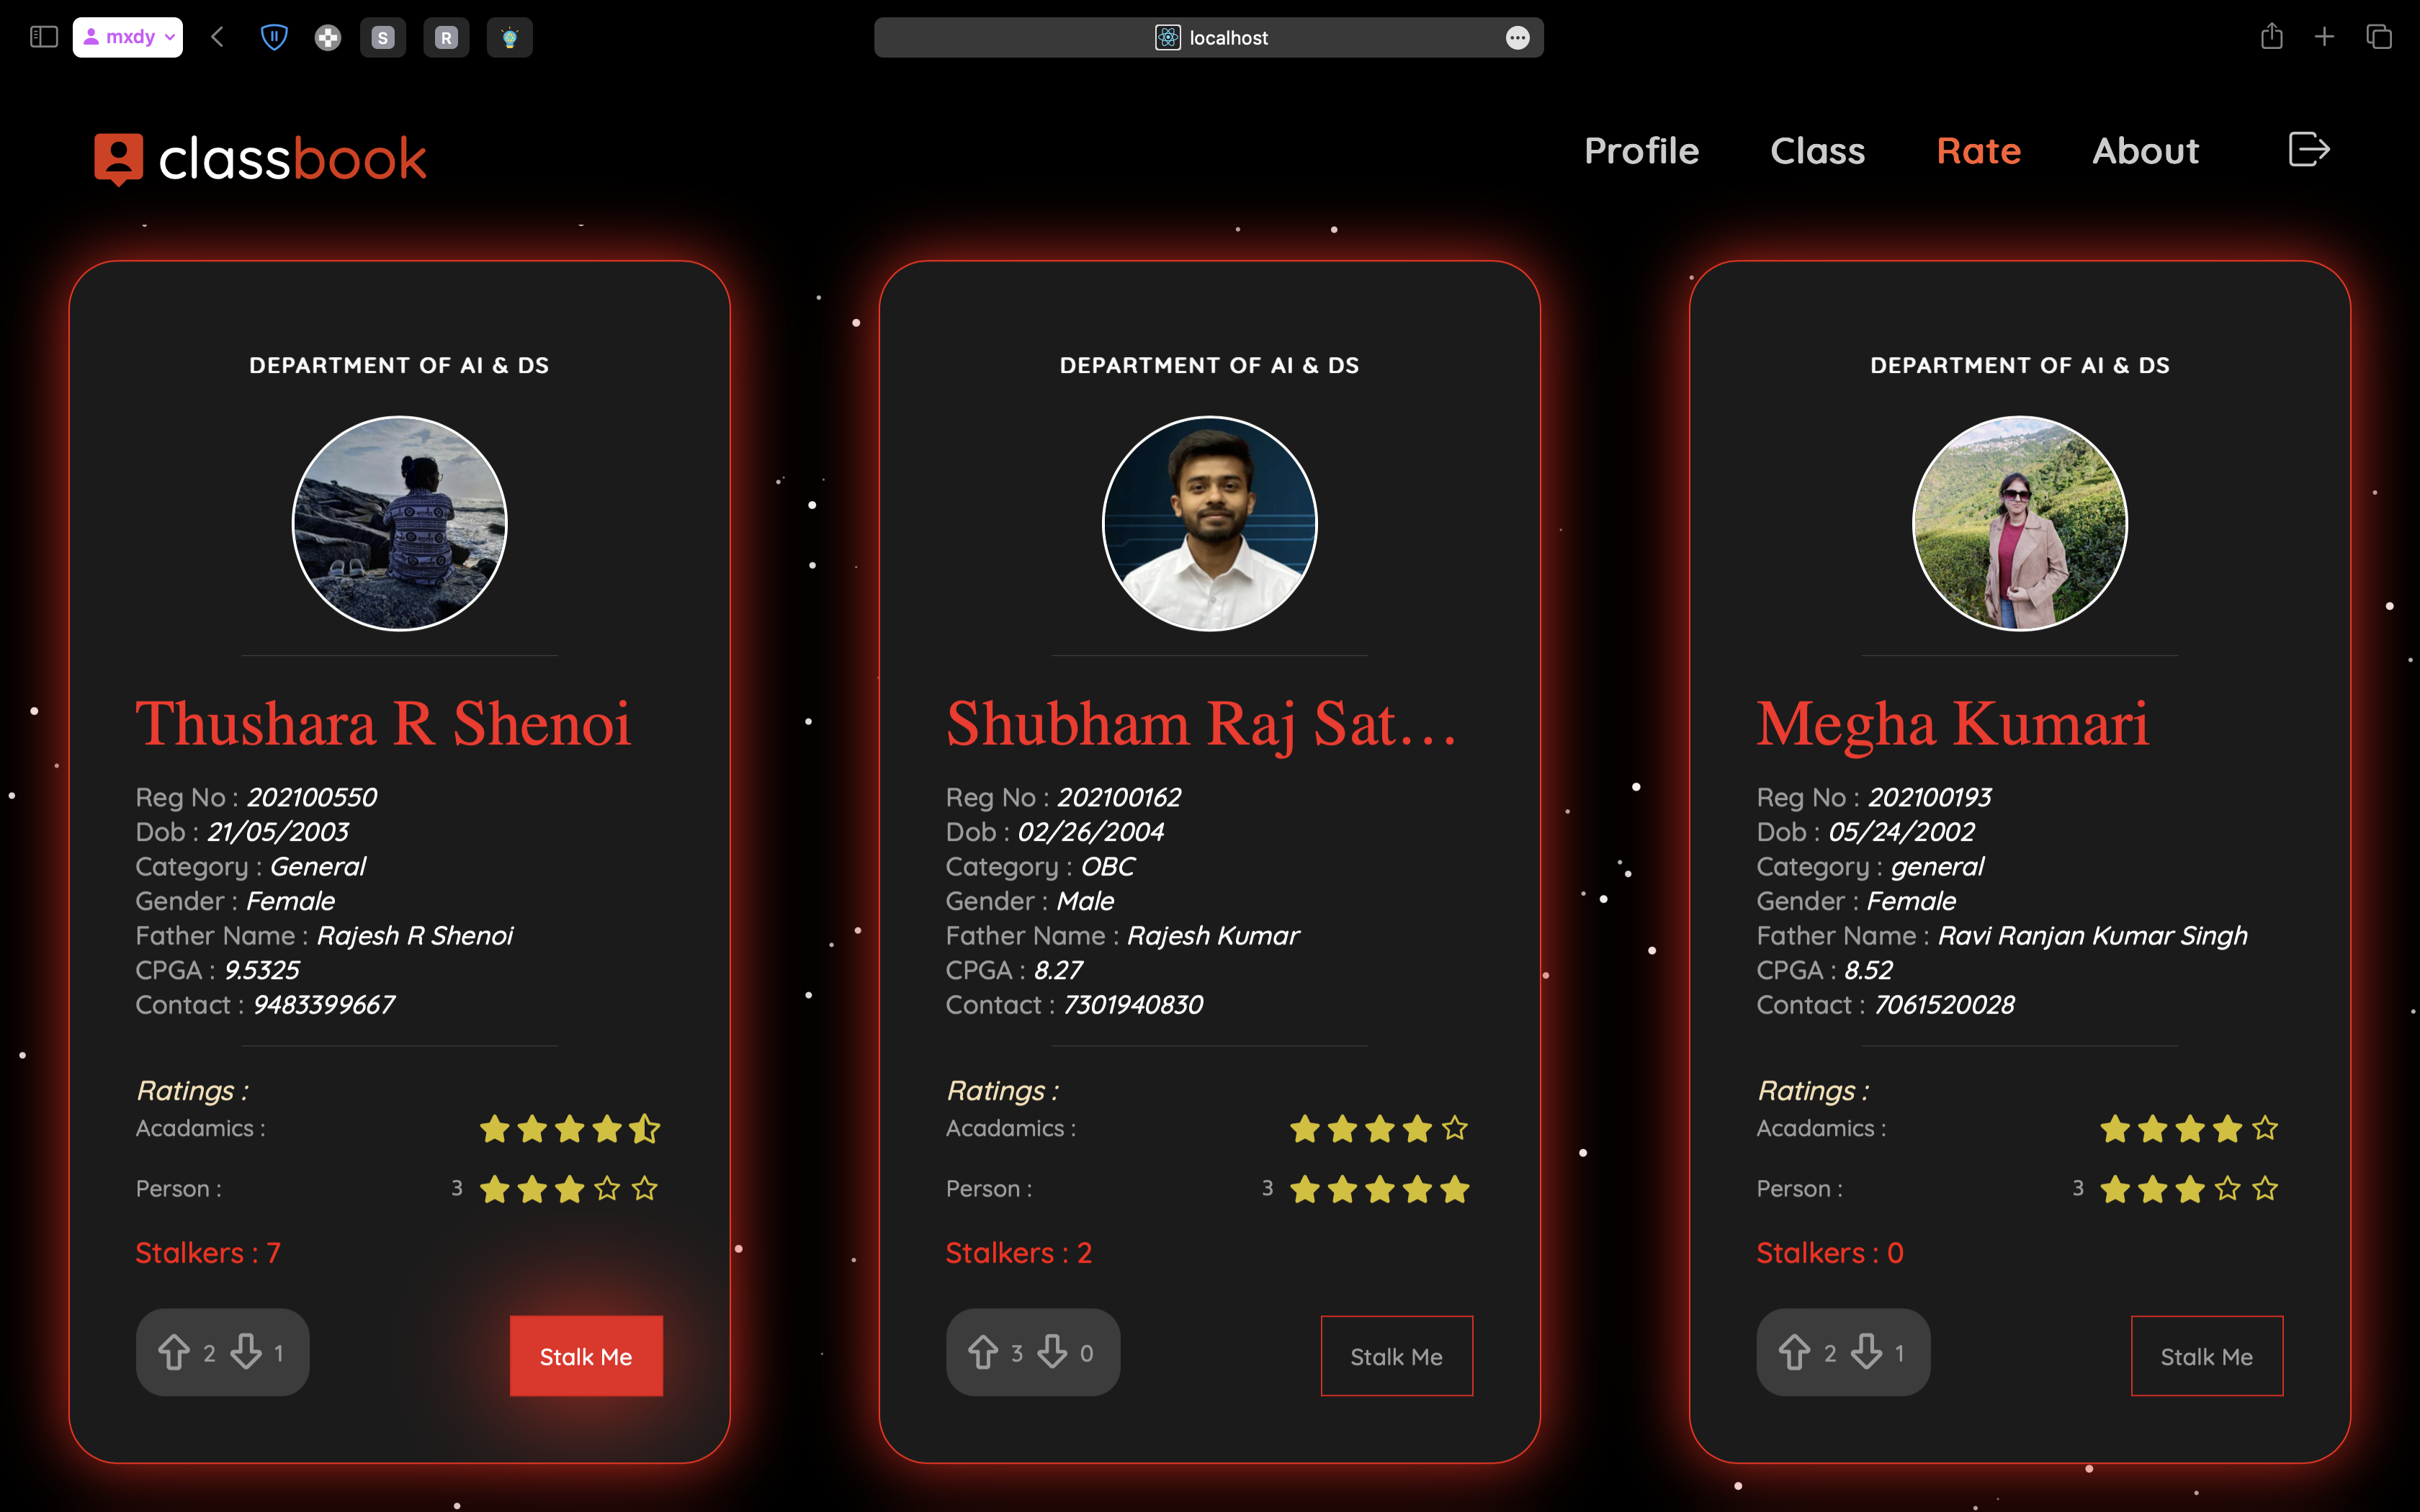 mxdy
S
R
localhost
classbook
Profile Class Rate About
DEPARTMENT OF AI & DS
Thushara R Shenoi
Reg No : 202100550
Dob : 21/05/2003
Category : General
Gender : Female
Father Name : Rajesh R Shenoi
CPGA : 9.5325
Contact : 9483399667
Ratings :
Acadamics :
Person : 3
Stalkers : 7
2 1
Stalk Me
DEPARTMENT OF AI & DS
Shubham Raj Sat...
Reg No : 202100162
Dob : 02/26/2004
Category : OBC
Gender : Male
Father Name : Rajesh Kumar
CPGA : 8.27
Contact : 7301940830
Ratings :
Acadamics :
Person : 3
Stalkers : 2
3 0
Stalk Me
DEPARTMENT OF AI & DS
Megha Kumari
Reg No : 202100193
Dob : 05/24/2002
Category : general
Gender : Female
Father Name : Ravi Ranjan Kumar Singh
CPGA : 8.52
Contact : 7061520028
Ratings :
Acadamics :
Person : 3
Stalkers : 0
2 1
Stalk Me